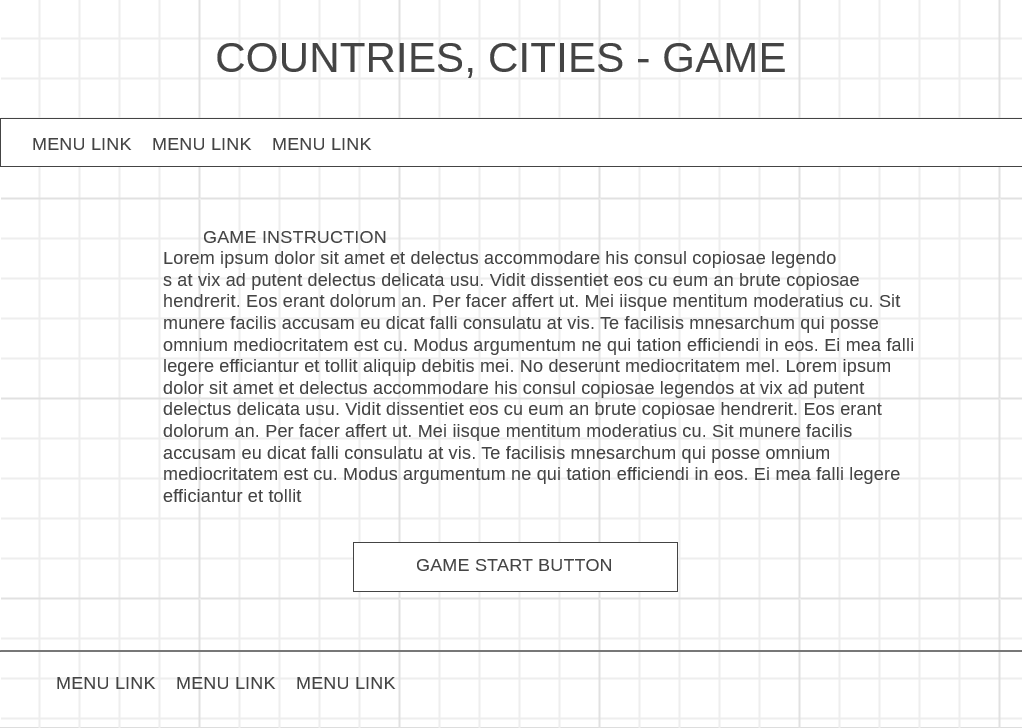 COUNTRIES, CITIES - GAME
MENU LINK MENU LINK MENU LINK
GAME INSTRUCTION
Lorem ipsum dolor sit amet et delectus accommodare his consul copiosae legendo
s at vix ad putent delectus delicata usu. Vidit dissentiet eos cu eum an brute copiosae
hendrerit. Eos erant dolorum an. Per facer affert ut. Mei iisque mentitum moderatius cu. Sit
munere facilis accusam eu dicat falli consulatu at vis. Te facilisis mnesarchum qui posse
omnium mediocritatem est cu. Modus argumentum ne qui tation efficiendi in eos. Ei mea falli
legere efficiantur et tollit aliquip debitis mei. No deserunt mediocritatem mel. Lorem ipsum
dolor sit amet et delectus accommodare his consul copiosae legendos at vix ad putent
delectus delicata usu. Vidit dissentiet eos cu eum an brute copiosae hendrerit. Eos erant
dolorum an. Per facer affert ut. Mei iisque mentitum moderatius cu. Sit munere facilis
accusam eu dicat falli consulatu at vis. Te facilisis mnesarchum qui posse omnium
mediocritatem est cu. Modus argumentum ne qui tation efficiendi in eos. Ei mea falli legere
efficiantur et tollit
GAME START BUTTON
MENU LINK MENU LINK MENU LINK